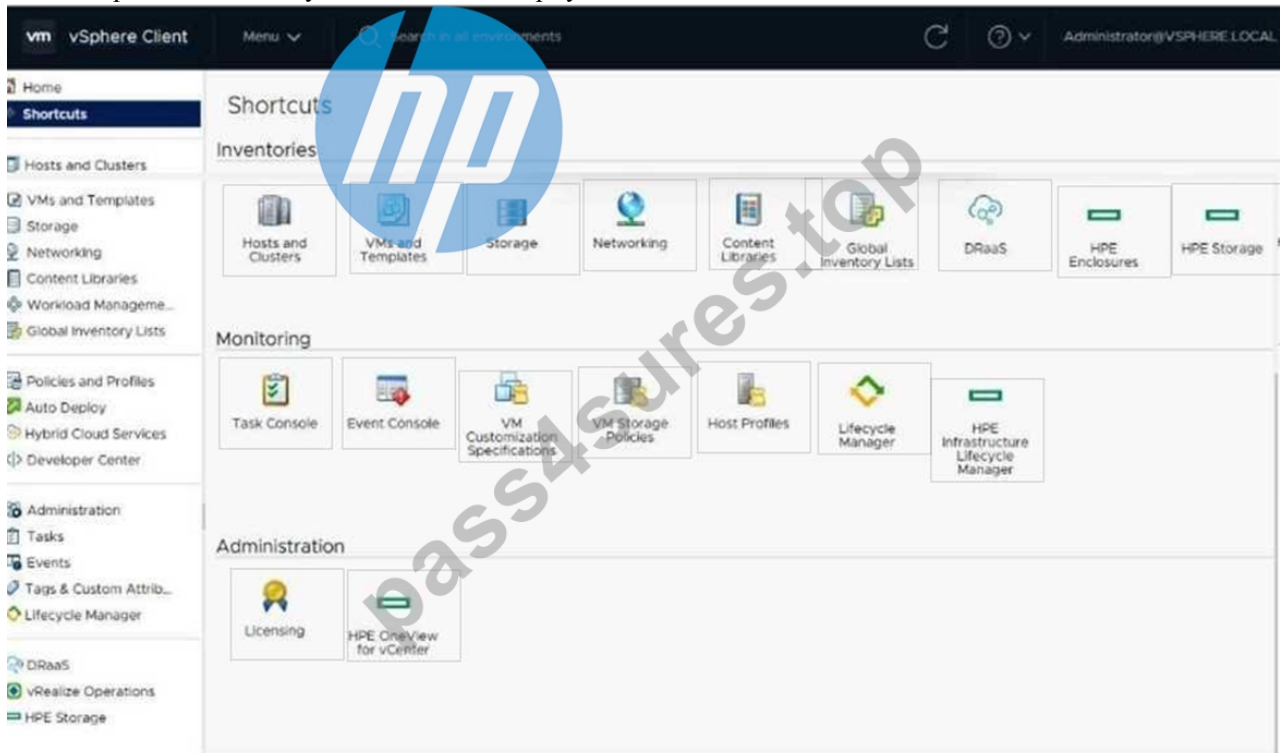 vm vSphere Client Menu Search in all environments Administrator@VSPHERE.LOCAL
Home
Shortcuts
Hosts and Clusters
VMs and Templates
Storage
Networking
Content Libraries
Workload Manageme...
Global Inventory Lists
Policies and Profiles
Auto Deploy
Hybrid Cloud Services
Developer Center
Administration
Tasks
Events
Tags & Custom Attrib...
Lifecycle Manager
DRaaS
vRealize Operations
HPE Storage
Shortcuts
Inventories
Hosts and
Clusters
VMs and
Templates
Storage
Networking
Content
Libraries
Global
Inventory Lists
DRaaS
HPE
Enclosures
HPE Storage
Monitoring
Task Console
Event Console
VM
Customization
Specifications
VM Storage
Policies
Host Profiles
Lifecycle
Manager
HPE
Infrastructure
Lifecycle
Manager
Administration
Licensing
HPE OneView
for vCenter
hp
pass4sures.top